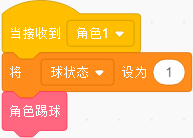 当接收到 角色1
将 球状态 设为 1
角色踢球